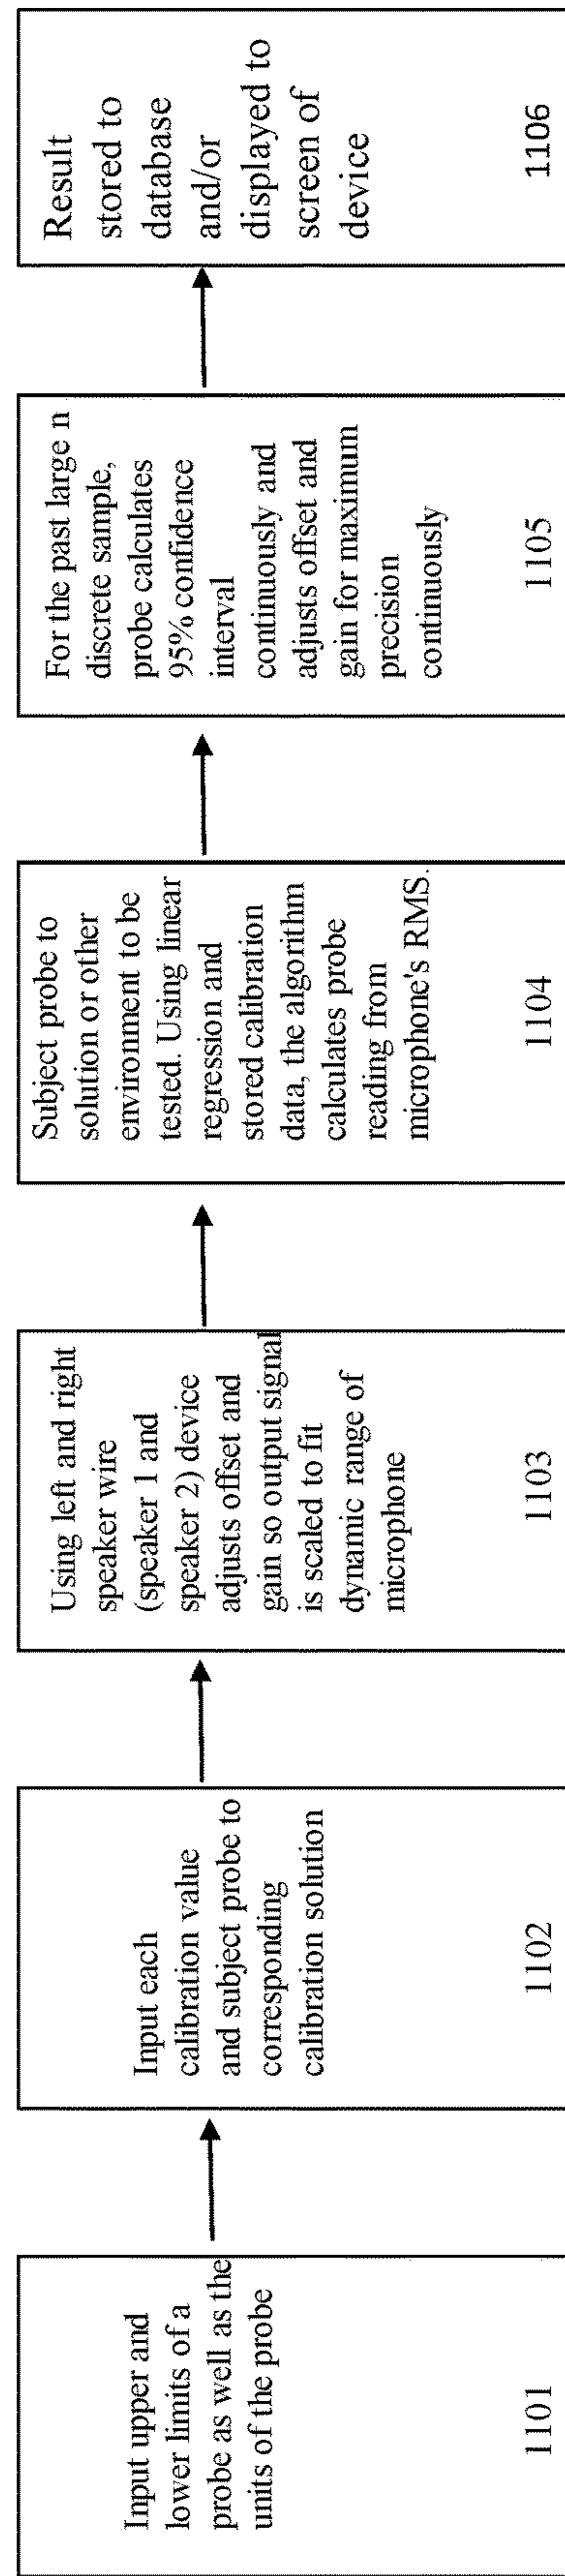 Input upper and
lower limits of a
probe as well as the
units of the probe
1101
Input each
calibration value
and subject probe to
corresponding
calibration solution
1102
Using left and right
speaker wire
(speaker 1 and
speaker 2) device
adjusts offset and
gain so output signal
is scaled to fit
dynamic range of
microphone
1103
Subject probe to
solution or other
environment to be
tested. Using linear
regression and
stored calibration
data, the algorithm
calculates probe
reading from
microphone's RMS.
1104
For the past large n
discrete sample,
probe calculates
95% confidence
interval
continuously and
adjusts offset and
gain for maximum
precision
continuously
1105
Result
stored to
database
and/or
displayed to
screen of
device
1106